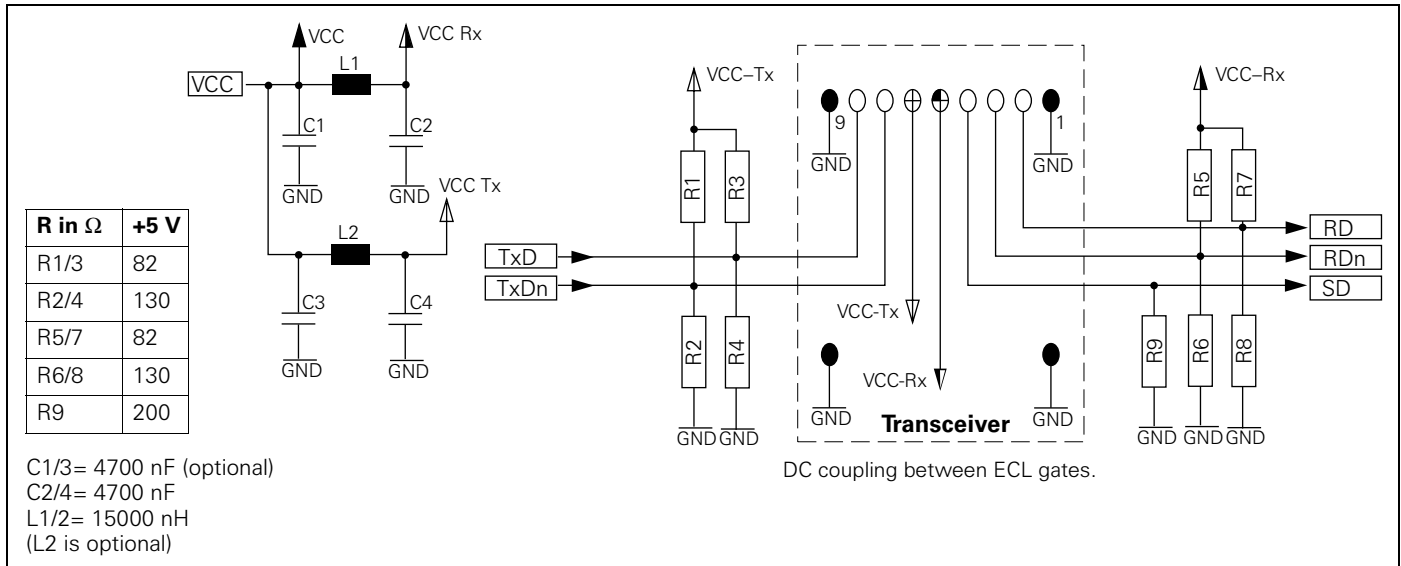 VCC
VCC Rx
L1
VCC
C1
C2
GND
GND
VCC Tx
L2
C3
C4
GND
GND
R in Ω +5 V
R1/3 82
R2/4 130
R5/7 82
R6/8 130
R9 200
C1/3= 4700 nF (optional)
C2/4= 4700 nF
L1/2= 15000 nH
(L2 is optional)
VCC–Tx
R1
R3
TxD
TxDn
R2
R4
GND
GND
9
1
GND
GND
VCC-Tx
VCC-Rx
GND
Transceiver
GND
DC coupling between ECL gates.
VCC–Rx
R5
R7
RD
RDn
SD
R9
R6
R8
GND
GND
GND